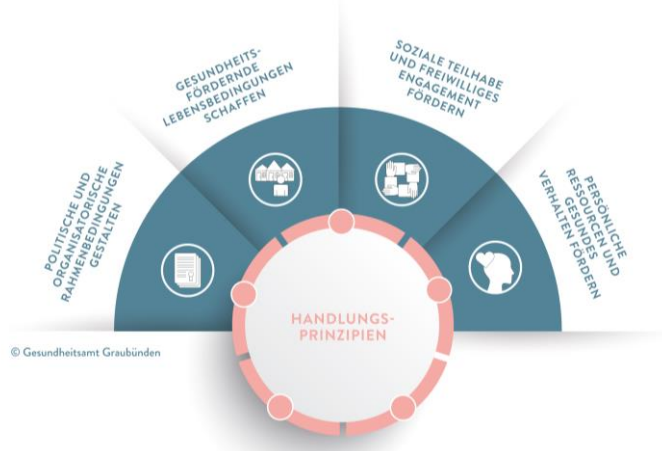 POLITISCHE UND
ORGANISATORISCHE
RAHMENBEDINGUNGEN
GESTALTEN
GESUNDHEITS-
FÖRDERNDE
LEBENSBEDINGUNGEN
SCHAFFEN
SOZIALE TEILHABE
UND FREIWILLIGES
ENGAGEMENT
FÖRDERN
PERSÖNLICHE
RESSOURCEN UND
GESUNDES
VERHALTEN FÖRDERN
HANDLUNGS-
PRINZIPIEN
© Gesundheitsamt Graubünden